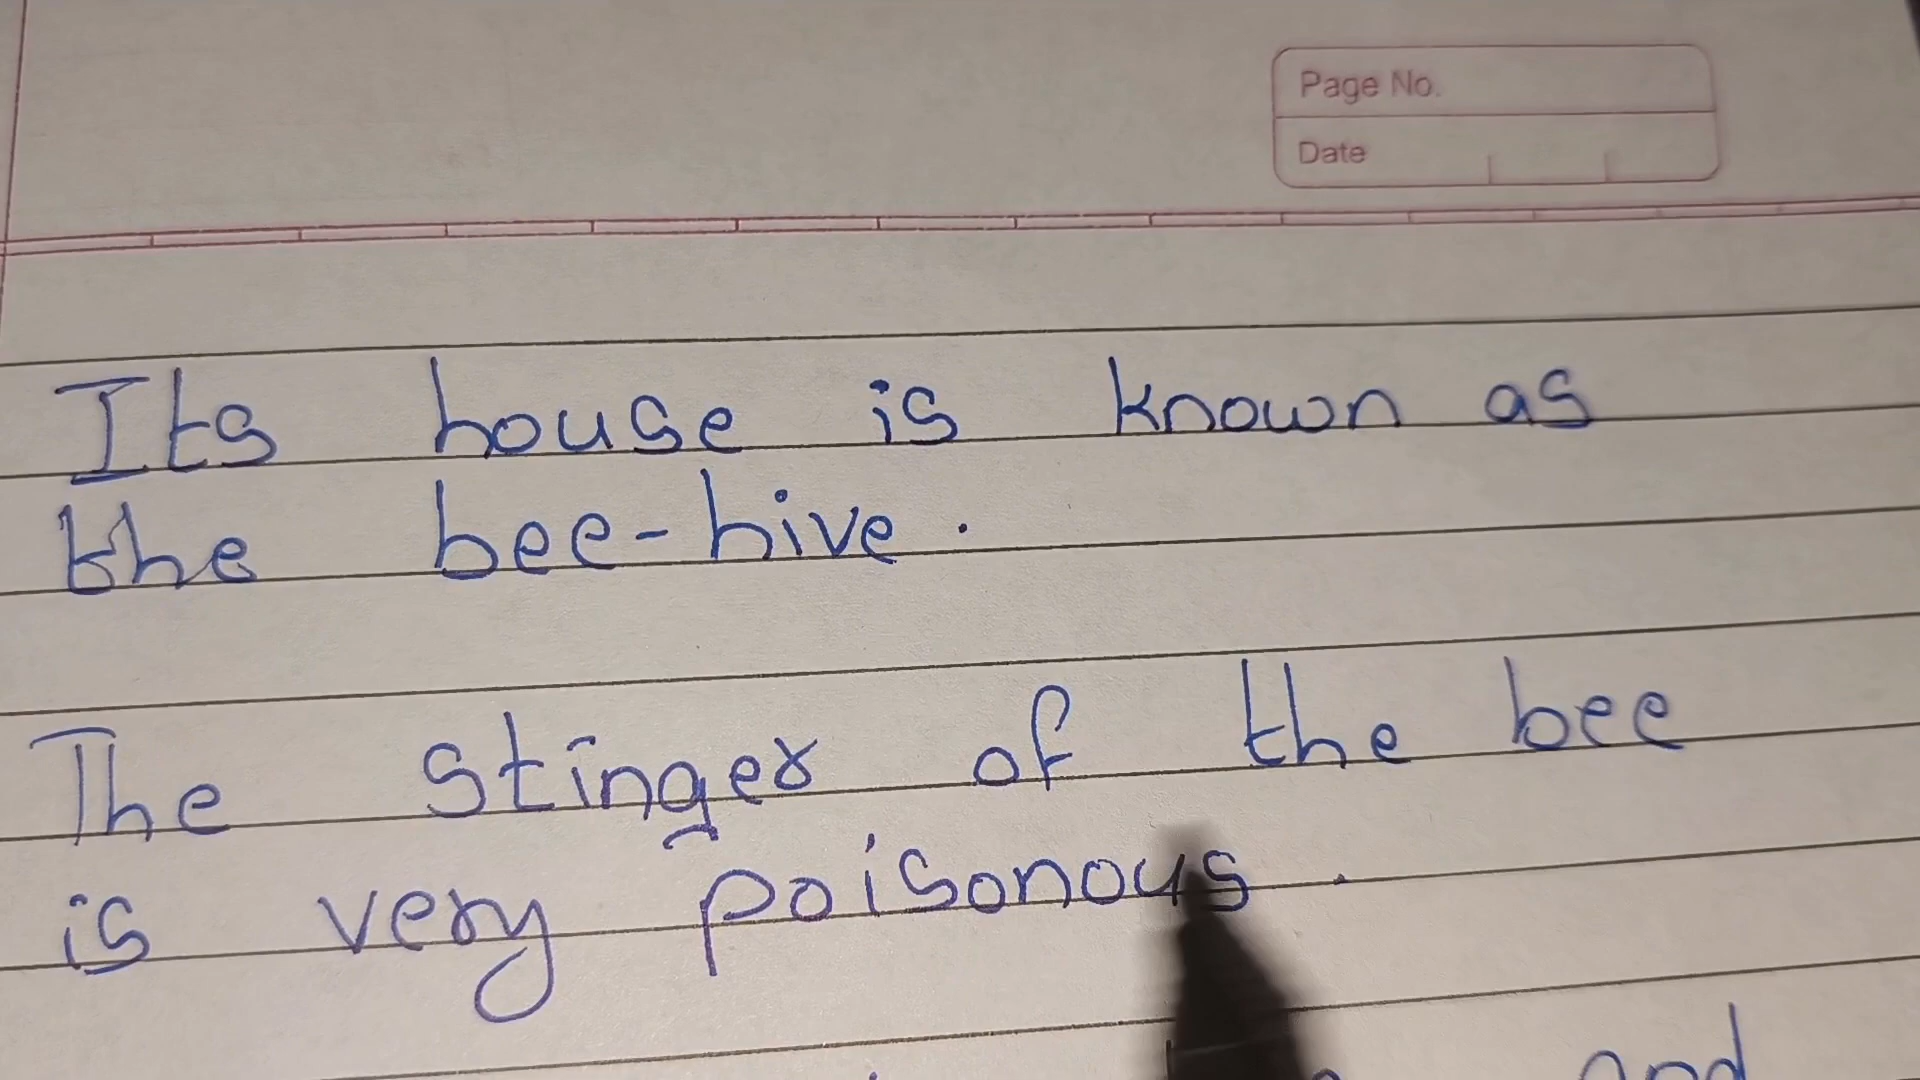 Page No.
Date
Its house is known as
the bee-hive.
The stinger of the bee
is very poisonous.
and